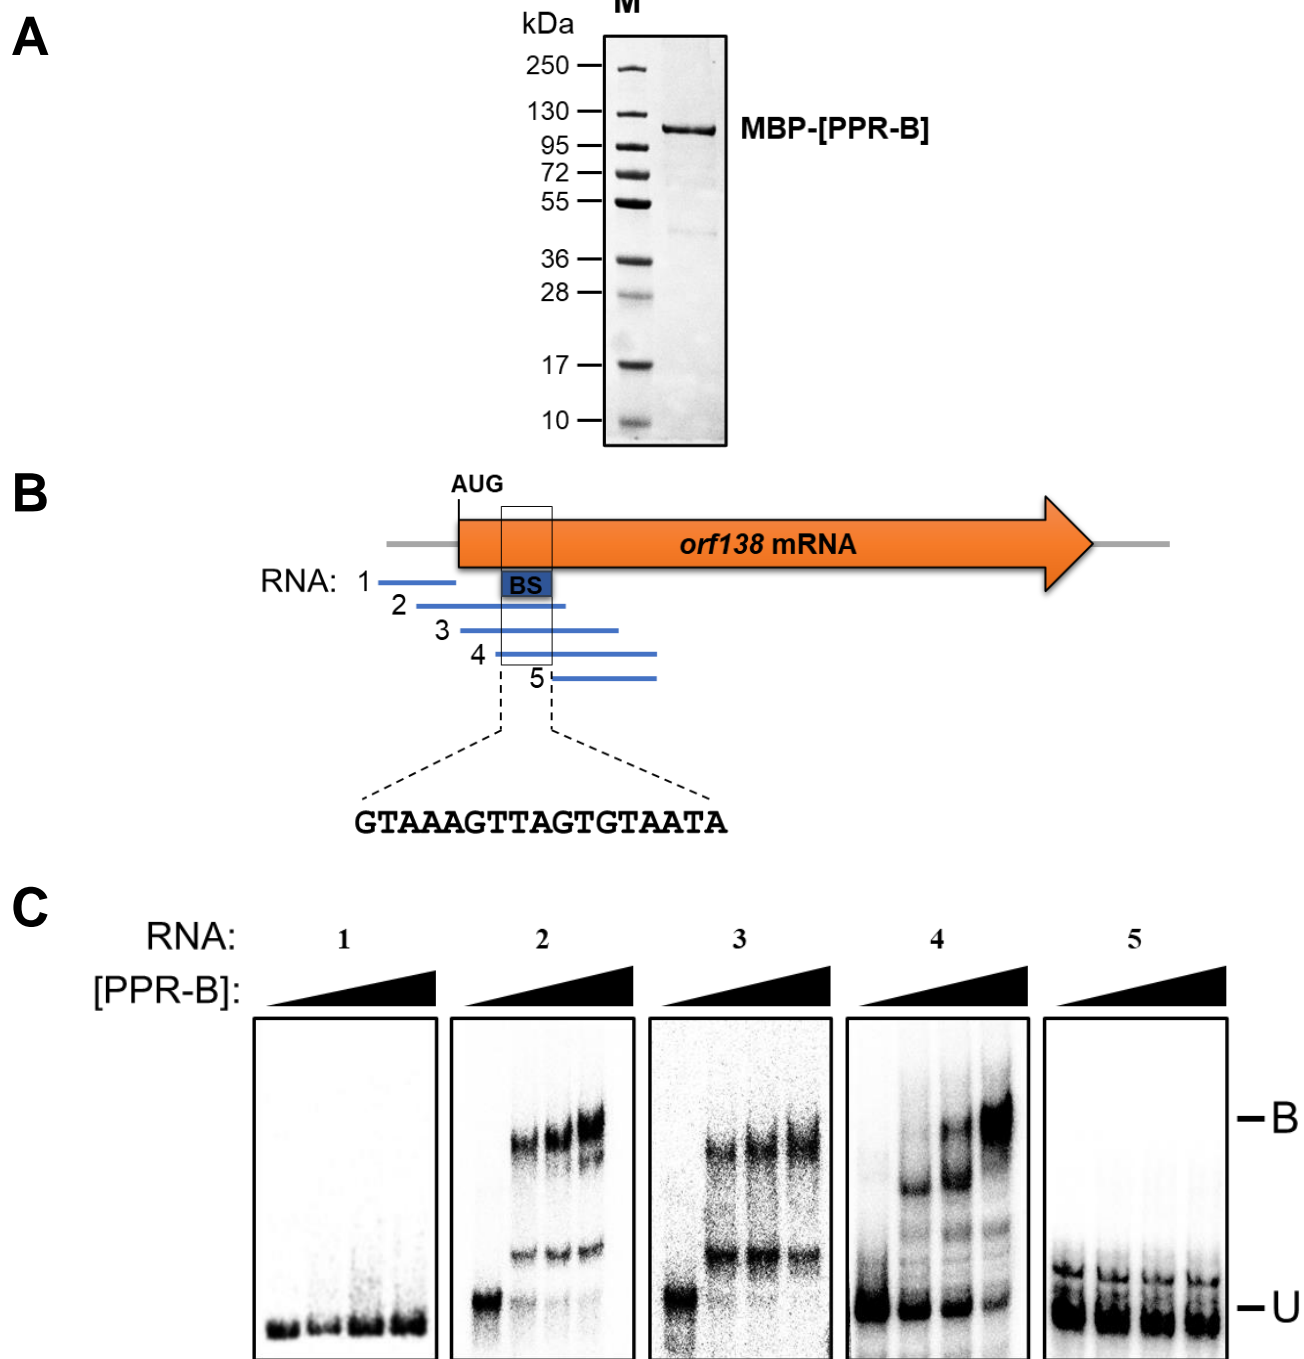 A
M
kDa
250
130
95
72
55
36
28
17
10
MBP-[PPR-B]
B
AUG
orf138 mRNA
RNA: 1
BS
2
3
4
5
GTAAAGTTAGTGTAATA
C
RNA: 1 2 3 4 5
[PPR-B]:
B
U